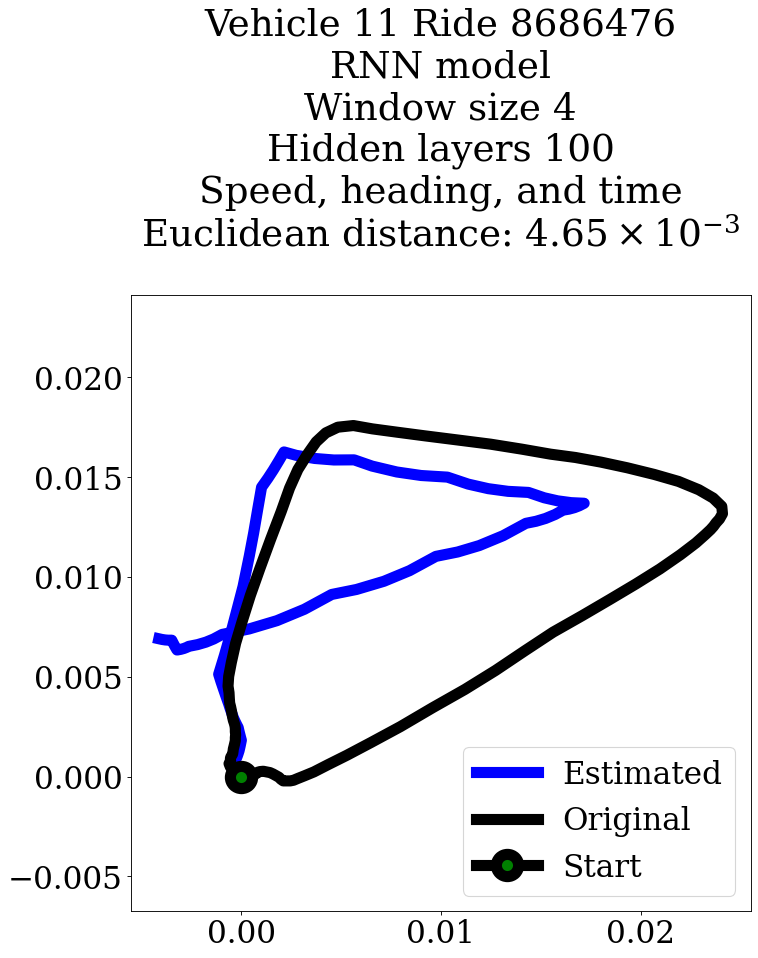 Vehicle 11 Ride 8686476
RNN model
Window size 4
Hidden layers 100
Speed, heading, and time
Euclidean distance: 4.65 × 10⁻³
0.020
0.015
0.010
0.005
0.000
−0.005
0.00 0.01 0.02
Estimated
Original
Start